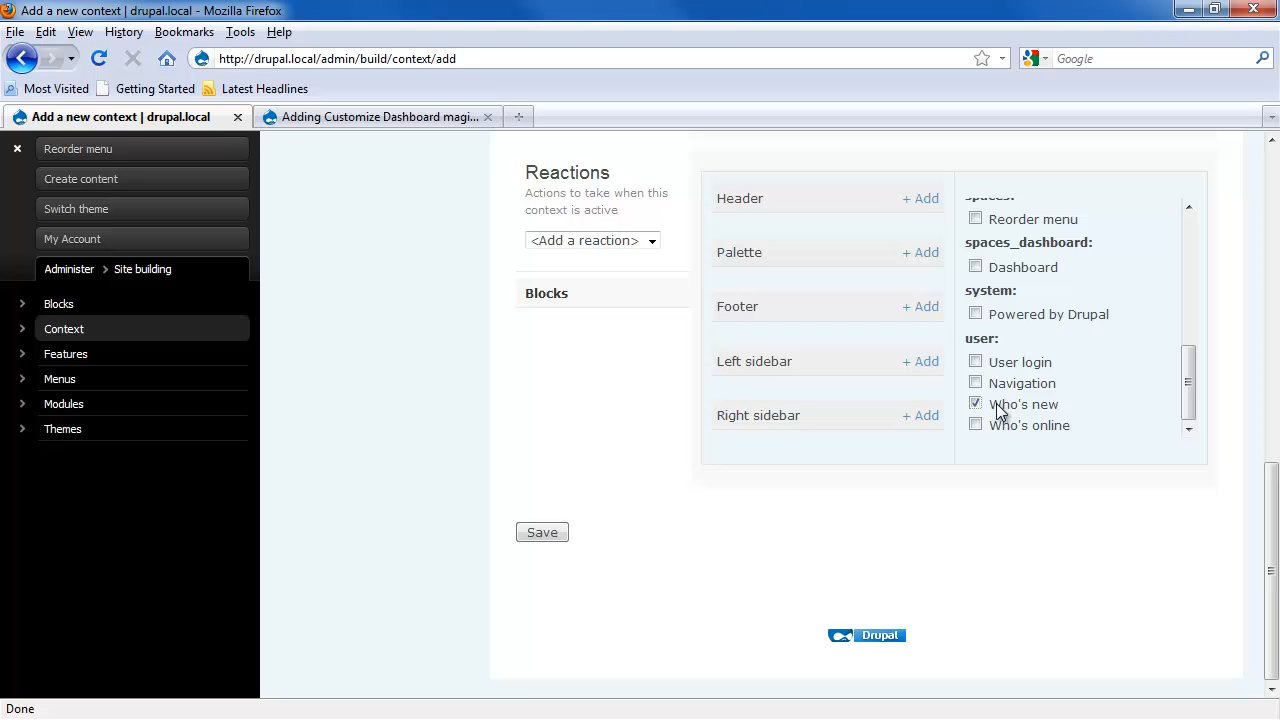 Add a new context | drupal.local - Mozilla Firefox
File Edit View History Bookmarks Tools Help
http://drupal.local/admin/build/context/add
Google
Most Visited Getting Started Latest Headlines
Add a new context | drupal.local
Adding Customize Dashboard magi...
Reorder menu
Create content
Switch theme
My Account
Administer Site building
Blocks
Context
Features
Menus
Modules
Themes
Reactions
Actions to take when this
context is active
<Add a reaction>
Blocks
Header + Add
Palette + Add
Footer + Add
Left sidebar + Add
Right sidebar + Add
spaces:
Reorder menu
spaces_dashboard:
Dashboard
system:
Powered by Drupal
user:
User login
Navigation
Who's new
Who's online
Save
Drupal
Done